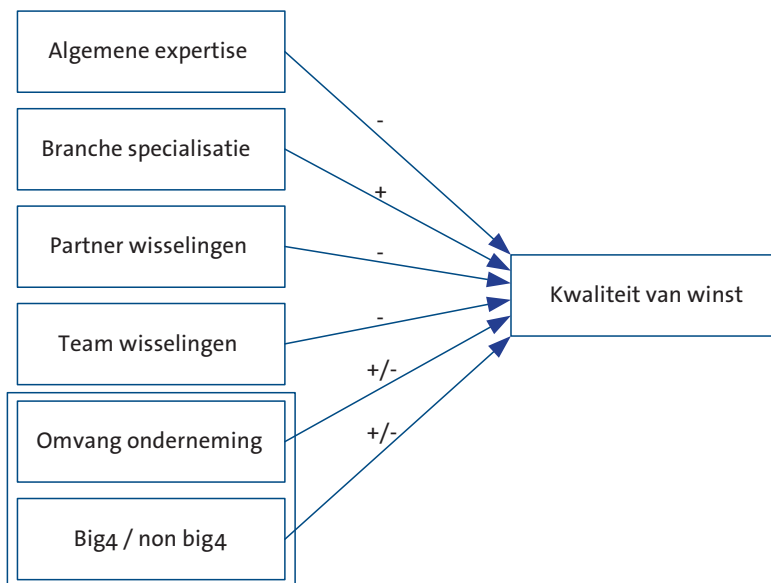 Algemene expertise
-
Branche specialisatie
+
Partner wisselingen
-
Kwaliteit van winst
Team wisselingen
-
+/-
Omvang onderneming
+/-
Big4 / non big4